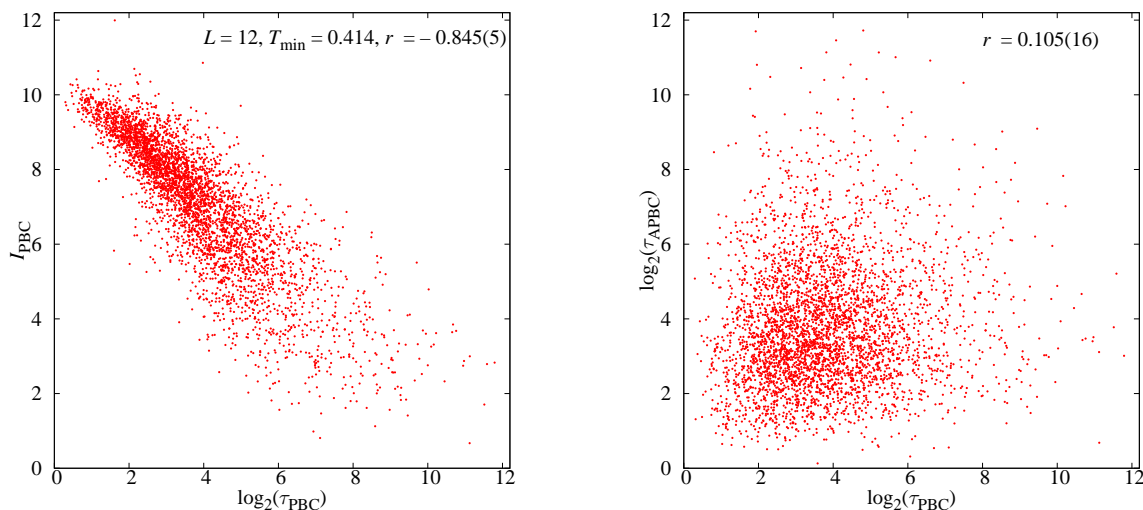 12
10
8
6
4
2
0
I_PBC
L = 12, T_min = 0.414, r = – 0.845(5)
0 2 4 6 8 10 12
log_2(τ_PBC)
12
10
8
6
4
2
0
log_2(τ_APBC)
r = 0.105(16)
0 2 4 6 8 10 12
log_2(τ_PBC)